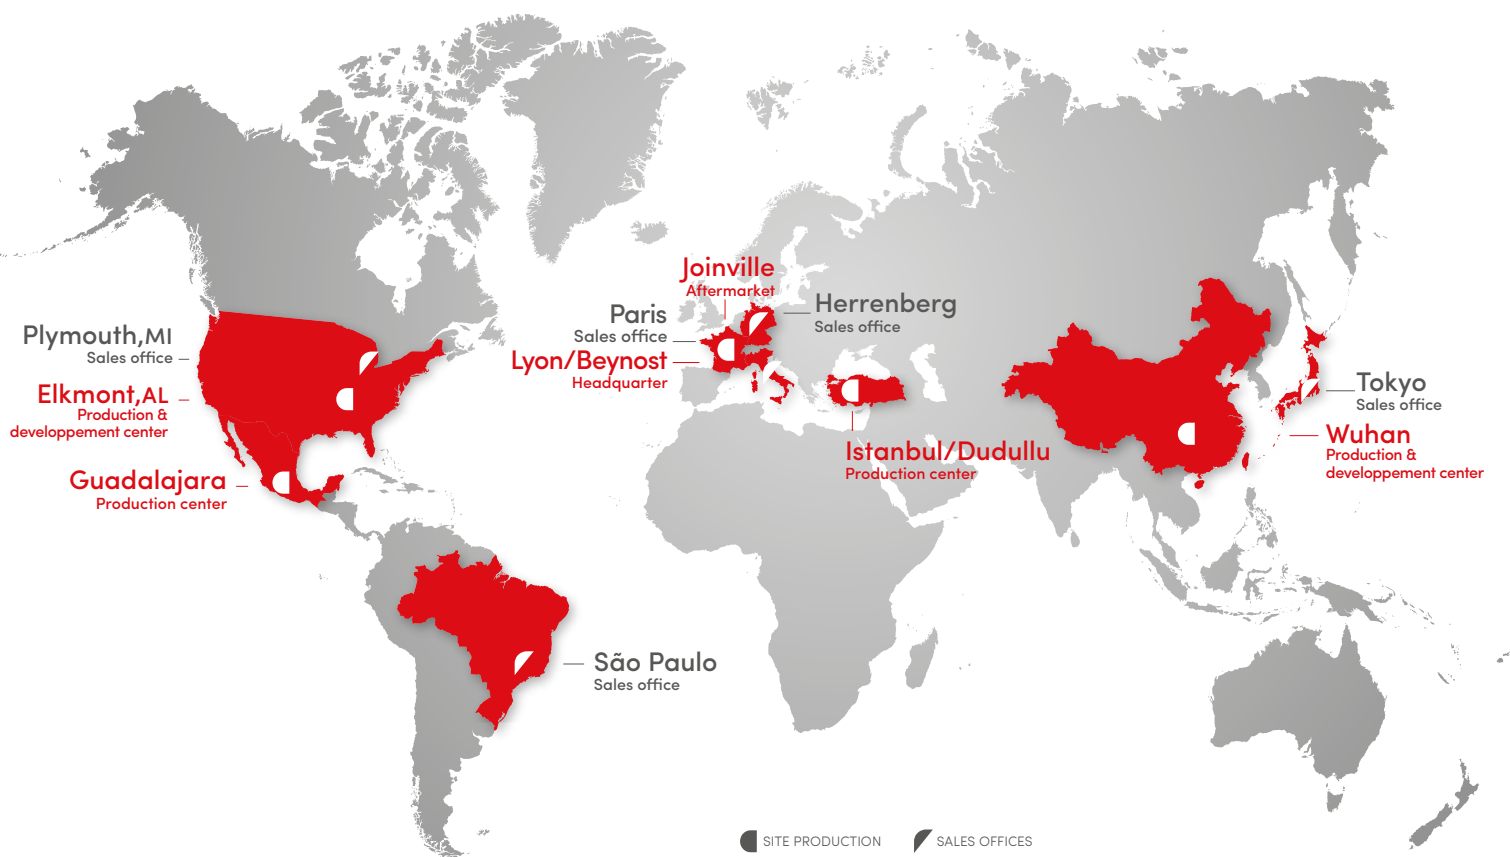 Joinville
Aftermarket
Paris
Sales office
Lyon/Beynost
Headquarter
Herrenberg
Sales office
Plymouth,MI
Sales office
Elkmont,AL
Production &
developpement center
Guadalajara
Production center
Istanbul/Dudullu
Production center
Tokyo
Sales office
Wuhan
Production &
developpement center
São Paulo
Sales office
SITE PRODUCTION
SALES OFFICES